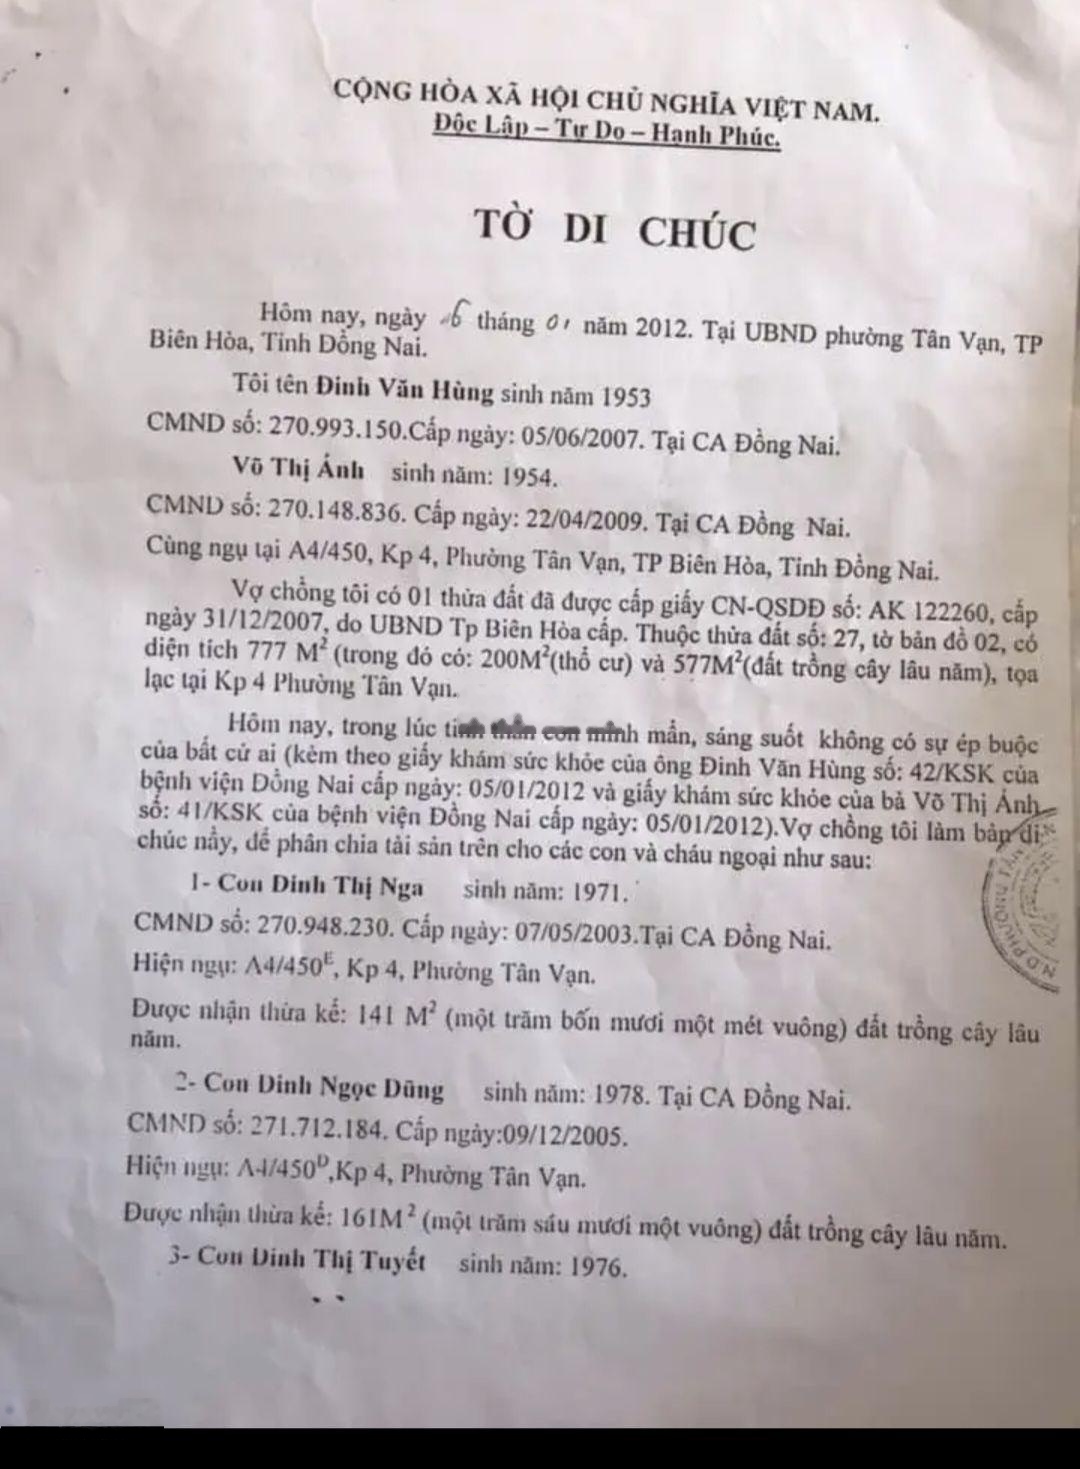 CỘNG HÒA XÃ HỘI CHỦ NGHĨA VIỆT NAM.
Độc Lập – Tự Do – Hạnh Phúc.
TỜ DI CHÚC
Hôm nay, ngày 06 tháng 01 năm 2012. Tại UBND phường Tân Vạn, TP
Biên Hòa, Tỉnh Đồng Nai.
Tôi tên Đinh Văn Hùng sinh năm 1953
CMND số: 270.993.150.Cấp ngày: 05/06/2007. Tại CA Đồng Nai.
Võ Thị Ánh sinh năm: 1954.
CMND số: 270.148.836. Cấp ngày: 22/04/2009. Tại CA Đồng Nai.
Cùng ngụ tại A4/450, Kp 4, Phường Tân Vạn, TP Biên Hòa, Tỉnh Đồng Nai.
Vợ chồng tôi có 01 thửa đất đã được cấp giấy CN-QSDĐ số: AK 122260, cấp
ngày 31/12/2007, do UBND Tp Biên Hòa cấp. Thuộc thửa đất số: 27, tờ bản đồ 02, có
diện tích 777 M² (trong đó có: 200M²(thổ cư) và 577M²(đất trồng cây lâu năm), tọa
lạc tại Kp 4 Phường Tân Vạn.
Hôm nay, trong lúc tinh thần con minh mẫn, sáng suốt không có sự ép buộc
của bất cứ ai (kèm theo giấy khám sức khỏe của ông Đinh Văn Hùng số: 42/KSK của
bệnh viện Đồng Nai cấp ngày: 05/01/2012 và giấy khám sức khỏe của bà Võ Thị Ánh
số: 41/KSK của bệnh viện Đồng Nai cấp ngày: 05/01/2012).Vợ chồng tôi làm bản di
chúc nầy, để phân chia tài sản trên cho các con và cháu ngoại như sau:
1- Con Đinh Thị Nga sinh năm: 1971.
CMND số: 270.948.230. Cấp ngày: 07/05/2003.Tại CA Đồng Nai.
Hiện ngụ: A4/450ᴱ, Kp 4, Phường Tân Vạn.
Được nhận thừa kế: 141 M² (một trăm bốn mươi một mét vuông) đất trồng cây lâu
năm.
2- Con Đinh Ngọc Dũng sinh năm: 1978. Tại CA Đồng Nai.
CMND số: 271.712.184. Cấp ngày:09/12/2005.
Hiện ngụ: A4/450ᴰ,Kp 4, Phường Tân Vạn.
Được nhận thừa kế: 161M² (một trăm sáu mươi một vuông) đất trồng cây lâu năm.
3- Con Đinh Thị Tuyết sinh năm: 1976.